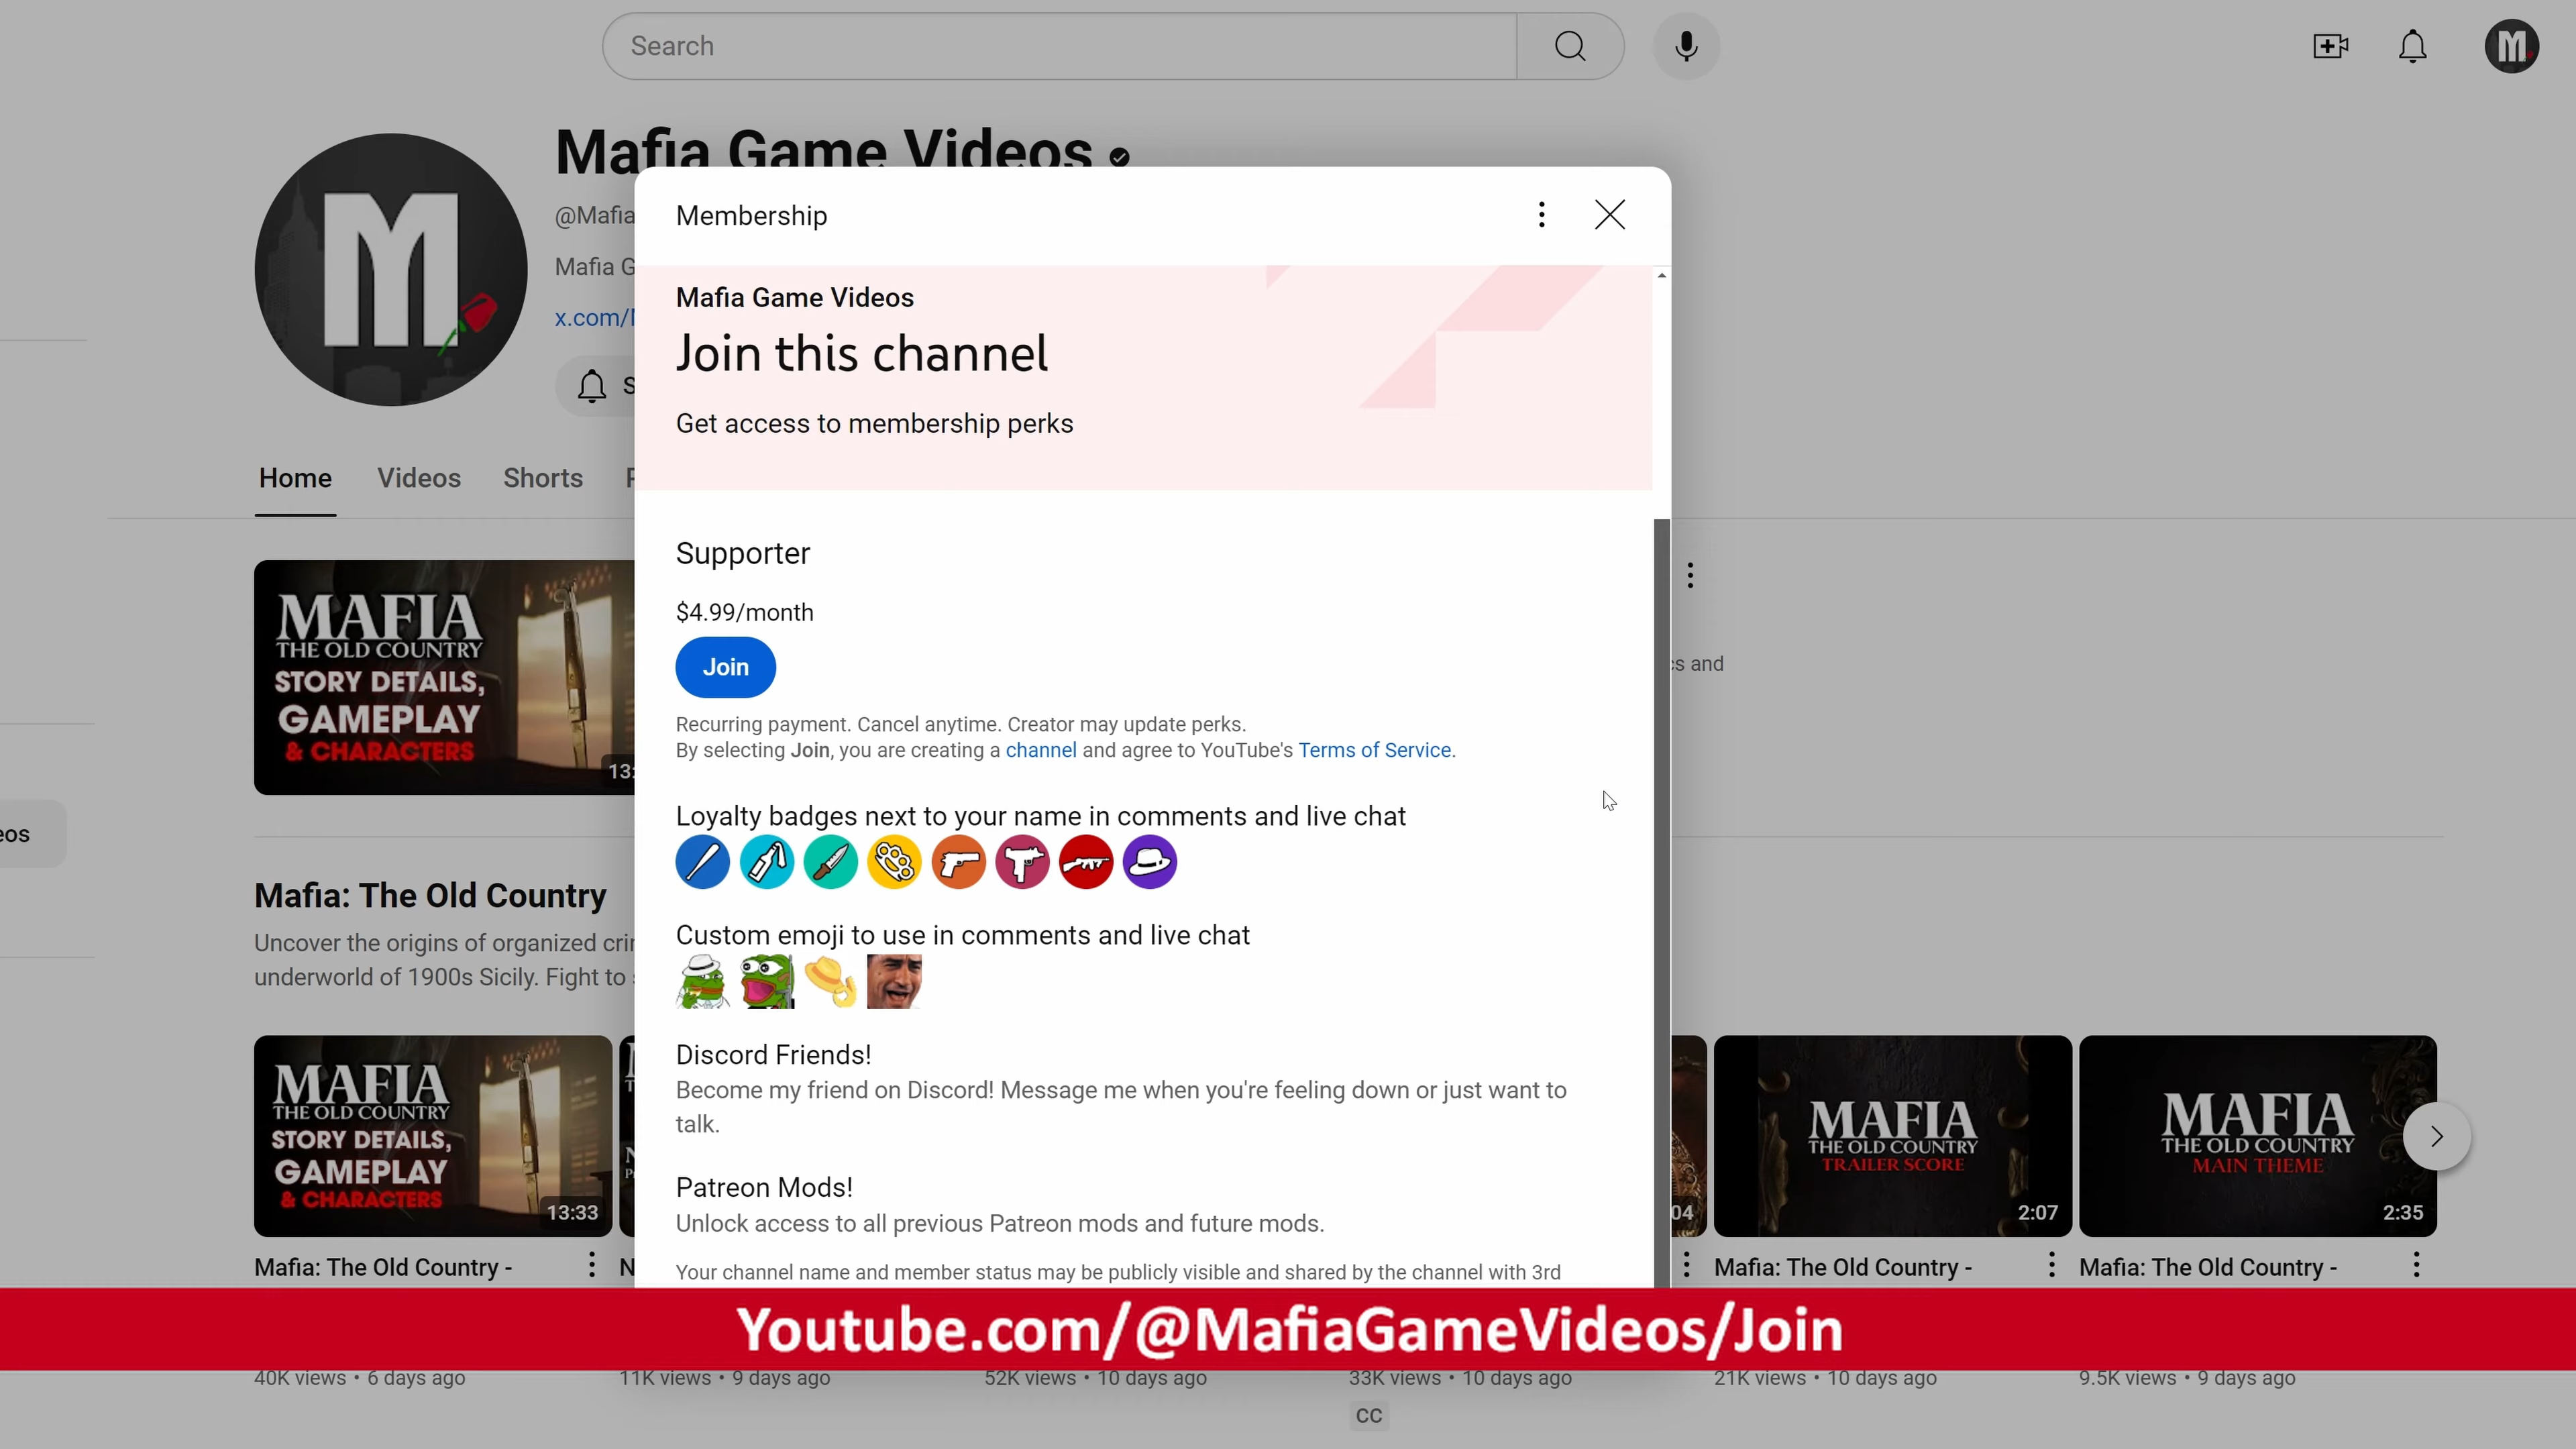 Search
M
M
Mafia Game Videos
@Mafia
Mafia G
x.com/
S
Home
Videos
Shorts
Membership
Mafia Game Videos
Join this channel
Get access to membership perks
Supporter
$4.99/month
Join
Recurring payment. Cancel anytime. Creator may update perks.
By selecting Join, you are creating a channel and agree to YouTube's Terms of Service.
Loyalty badges next to your name in comments and live chat
Custom emoji to use in comments and live chat
Discord Friends!
Become my friend on Discord! Message me when you're feeling down or just want to
talk.
Patreon Mods!
Unlock access to all previous Patreon mods and future mods.
Your channel name and member status may be publicly visible and shared by the channel with 3rd
MAFIA
THE OLD COUNTRY
STORY DETAILS,
GAMEPLAY
& CHARACTERS
13:
cs and
eos
Mafia: The Old Country
Uncover the origins of organized cri
underworld of 1900s Sicily. Fight to
MAFIA
THE OLD COUNTRY
STORY DETAILS,
GAMEPLAY
& CHARACTERS
13:33
04
MAFIA
THE OLD COUNTRY
TRAILER SCORE
2:07
MAFIA
THE OLD COUNTRY
MAIN THEME
2:35
Mafia: The Old Country -
N
Mafia: The Old Country -
Mafia: The Old Country -
Youtube.com/@MafiaGameVideos/Join
40K views • 6 days ago
11K views • 9 days ago
52K views • 10 days ago
33K views • 10 days ago
21K views • 10 days ago
9.5K views • 9 days ago
CC